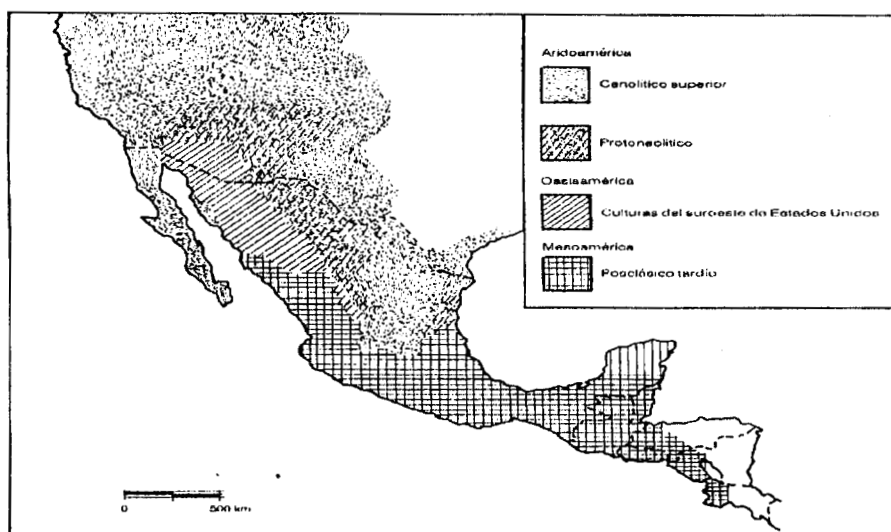 Aridoamérica
Cenolítico superior
Protoneolítico
Oasisamérica
Culturas del suroeste de Estados Unidos
Mesoamérica
Posclásico tardío
0 500 km